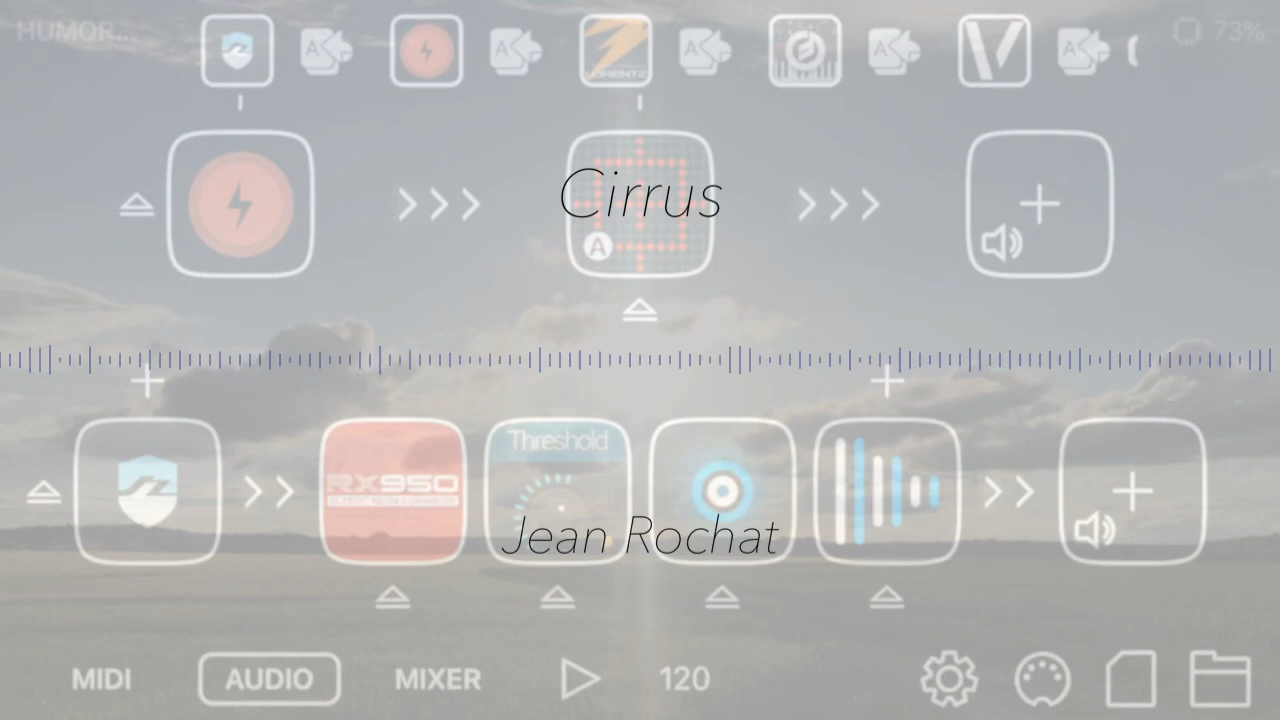 HUMOR...
73%
A
A
LORENTZ
A
A
A
Cirrus
A
Threshold
RX950
Jean Rochat
MIDI
AUDIO
MIXER
120